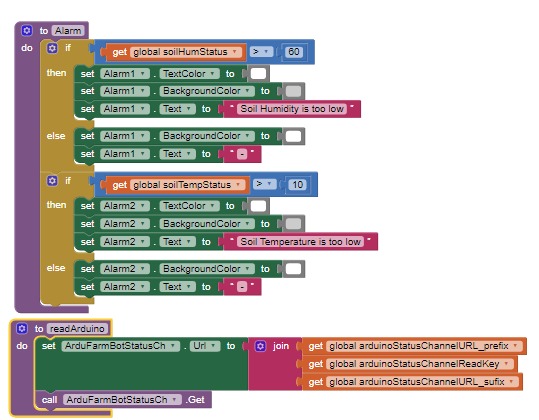 to Alarm
do if get global soilHumStatus > 60
then set Alarm1 . TextColor to
set Alarm1 . BackgroundColor to
set Alarm1 . Text to " Soil Humidity is too low "
else set Alarm1 . BackgroundColor to
set Alarm1 . Text to " - "
if get global soilTempStatus > 10
then set Alarm2 . TextColor to
set Alarm2 . BackgroundColor to
set Alarm2 . Text to " Soil Temperature is too low "
else set Alarm2 . BackgroundColor to
set Alarm2 . Text to " - "
to readArduino
do set ArduFarmBotStatusCh . Url to join get global arduinoStatusChannelURL_prefix
get global arduinoStatusChannelReadKey
get global arduinoStatusChannelURL_sufix
call ArduFarmBotStatusCh .Get